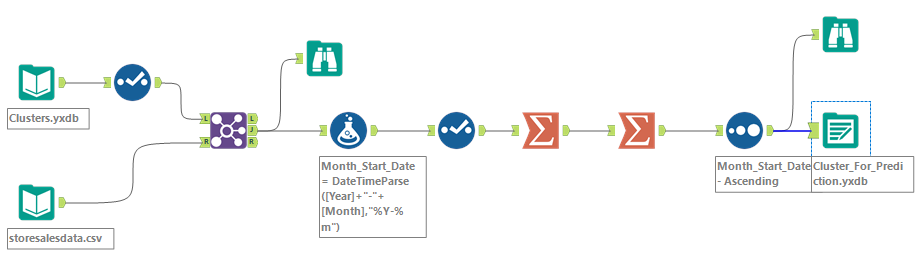 Clusters.yxdb
L
R
L
J
R
storesalesdata.csv
Month_Start_Date
= DateTimeParse
([Year]+"-"+
[Month],"%Y-%
m")
Month_Start_Date
- Ascending
Cluster_For_Predi
ction.yxdb